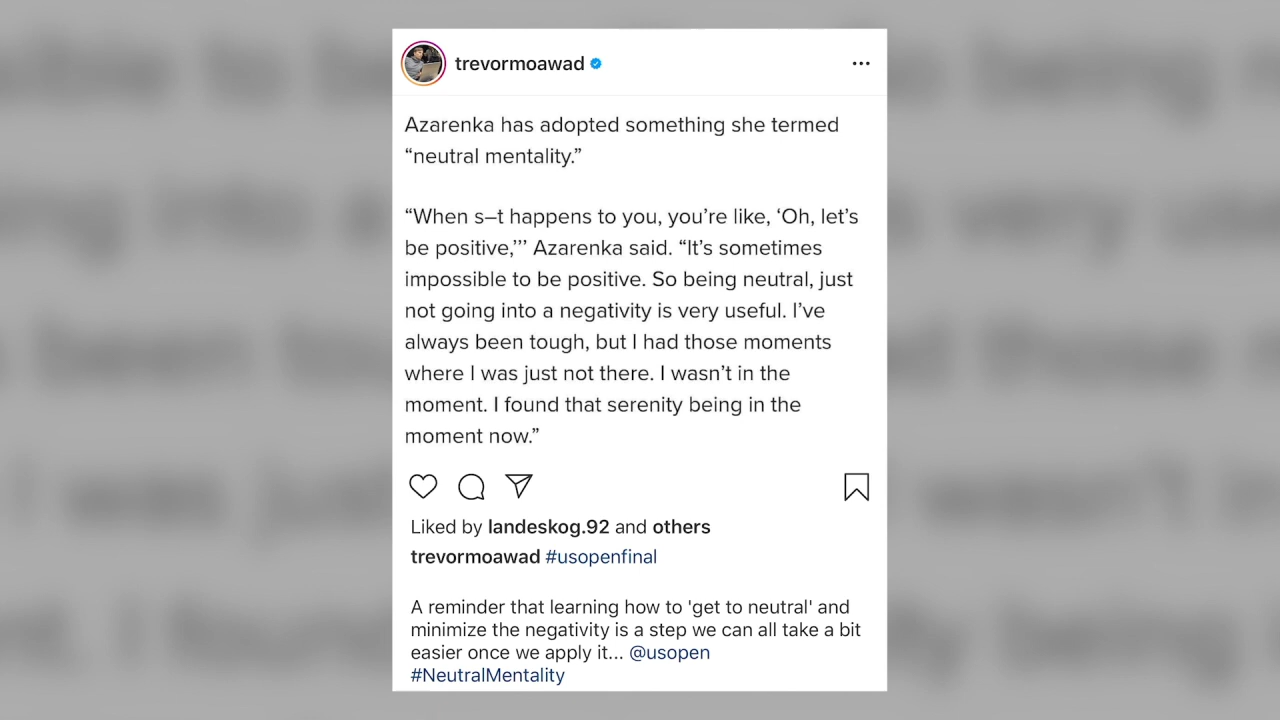 trevormoawad
Azarenka has adopted something she termed
“neutral mentality.”
“When s–t happens to you, you’re like, ‘Oh, let’s
be positive,’’’ Azarenka said. “It’s sometimes
impossible to be positive. So being neutral, just
not going into a negativity is very useful. I’ve
always been tough, but I had those moments
where I was just not there. I wasn’t in the
moment. I found that serenity being in the
moment now.”
Liked by landeskog.92 and others
trevormoawad #usopenfinal
A reminder that learning how to 'get to neutral' and
minimize the negativity is a step we can all take a bit
easier once we apply it... @usopen
#NeutralMentality